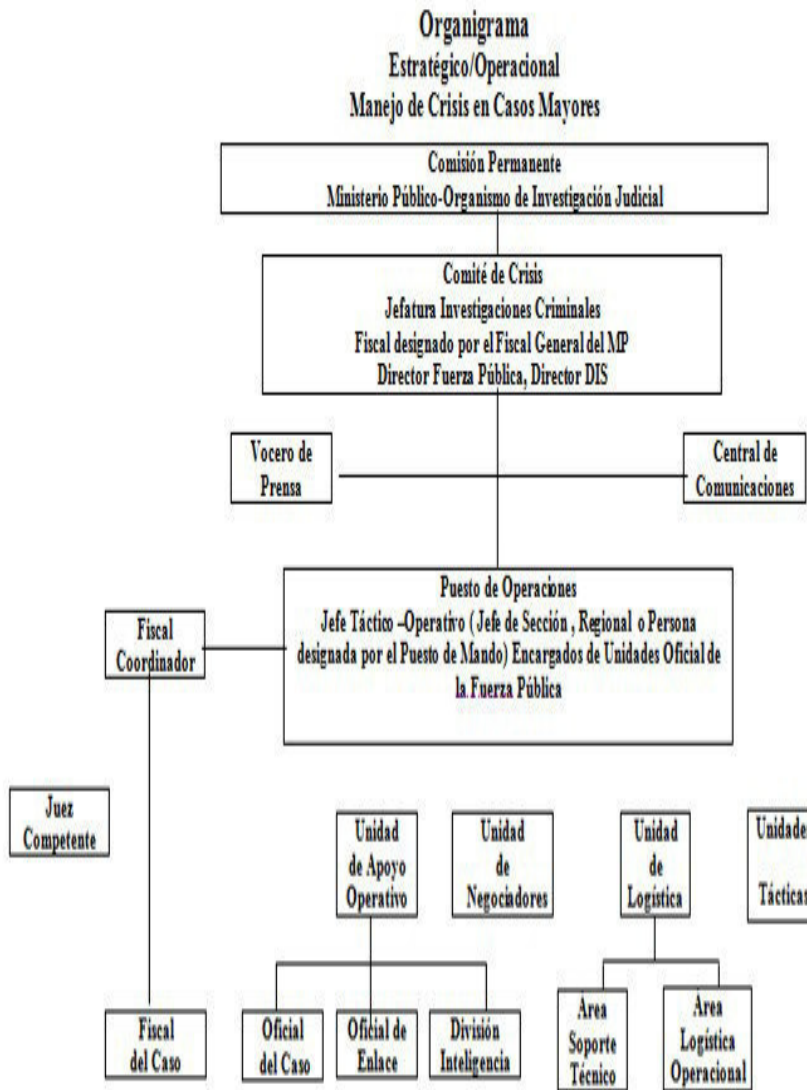 Organigrama
Estratégico/Operacional
Manejo de Crisis en Casos Mayores
Comisión Permanente
Ministerio Público-Organismo de Investigación Judicial
Comité de Crisis
Jefatura Investigaciones Criminales
Fiscal designado por el Fiscal General del MP
Director Fuerza Pública, Director DIS
Vocero de
Prensa
Central de
Comunicaciones
Puesto de Operaciones
Jefe Táctico –Operativo ( Jefe de Sección , Regional o Persona
designada por el Puesto de Mando) Encargados de Unidades Oficial de
la Fuerza Pública
Fiscal
Coordinador
Juez
Competente
Unidad
de Apoyo
Operativo
Unidad
de
Negociadores
Unidad
de
Logística
Unidade
Tácticas
Fiscal
del Caso
Oficial
del Caso
Oficial de
Enlace
División
Inteligencia
Área
Soporte
Técnico
Área
Logística
Operacional